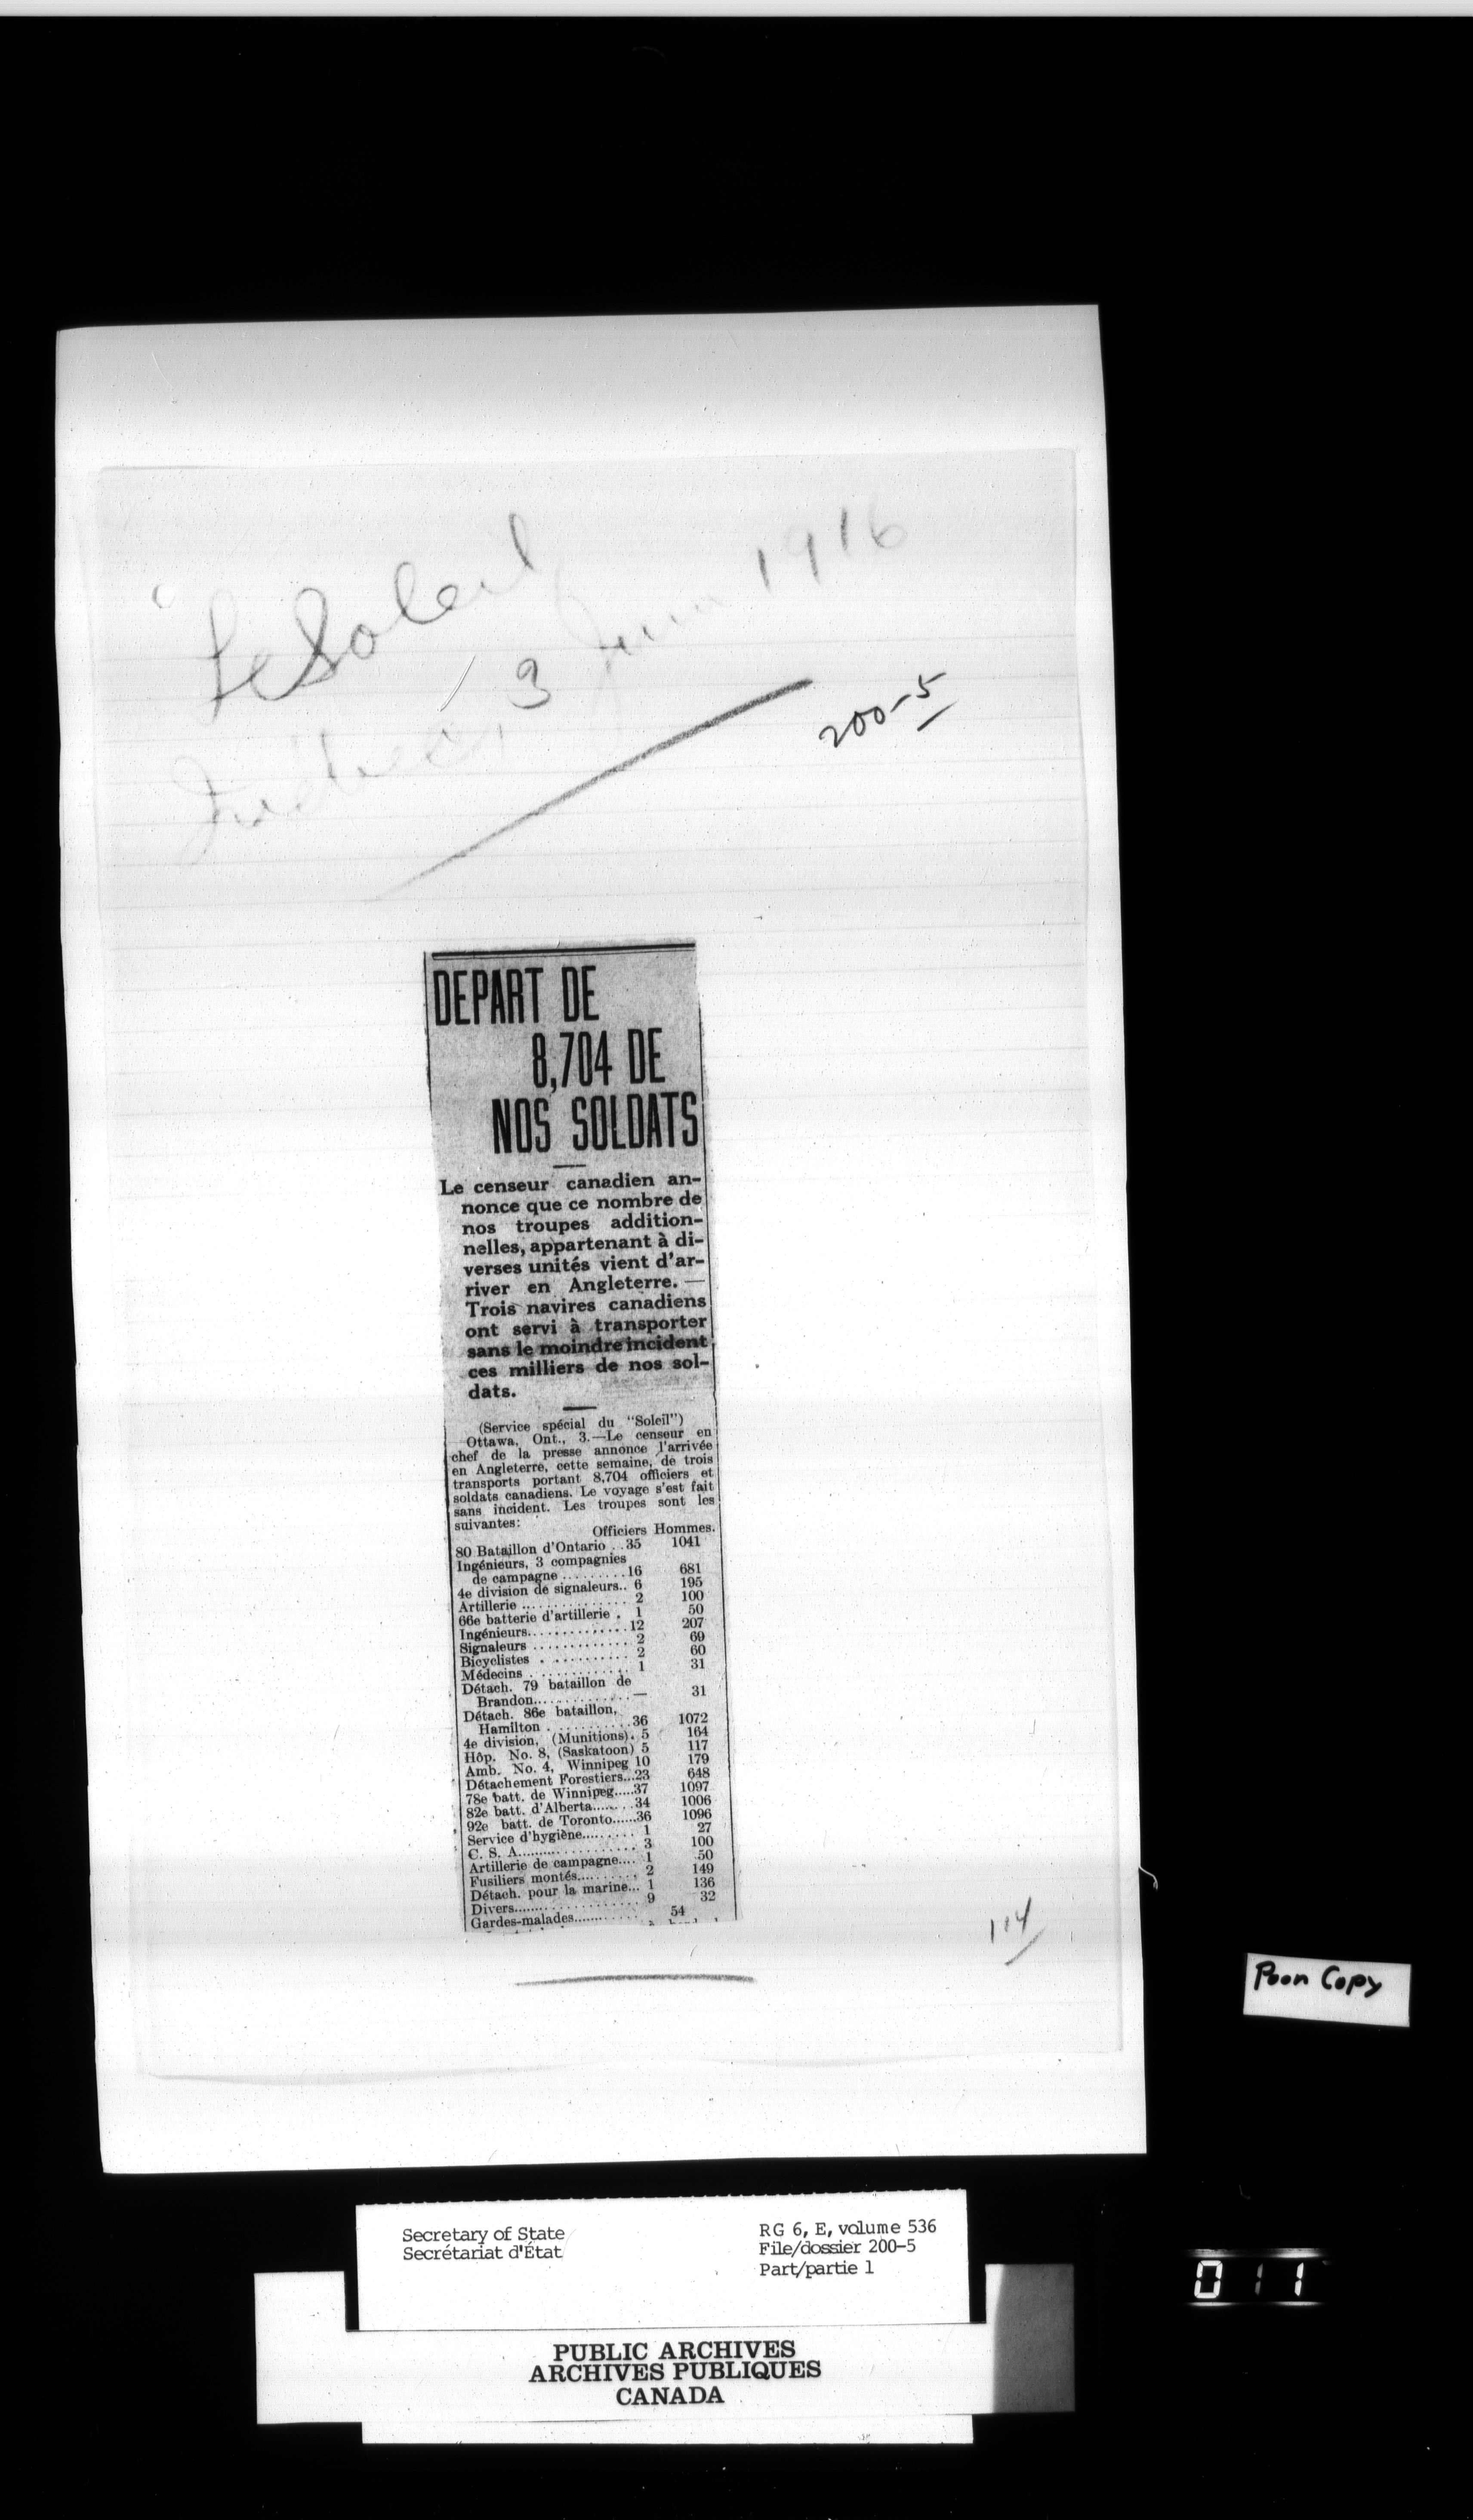 "Le Soleil
Québec, 3 Juin 1916
200-5
DEPART DE
8,704 DE
NOS SOLDATS
Le censeur canadien an-
nonce que ce nombre de
nos troupes addition-
nelles, appartenant à di-
verses unités vient d'ar-
river en Angleterre. —
Trois navires canadiens
ont servi à transporter
sans le moindre incident
ces milliers de nos sol-
dats.
(Service spécial du "Soleil")
Ottawa, Ont., 3.—Le censeur en
chef de la presse annonce l'arrivée
en Angleterre, cette semaine, de trois
transports portant 8,704 officiers et
soldats canadiens. Le voyage s'est fait
sans incident. Les troupes sont les
suivantes:
Officiers Hommes.
80 Bataillon d'Ontario . . 35 1041
Ingénieurs, 3 compagnies
de campagne ......... 16 681
4e division de signaleurs.. 6 195
Artillerie ............... 2 100
66e batterie d'artillerie . 1 50
Ingénieurs............. 12 207
Signaleurs ............ 2 69
Bicyclistes . .......... 2 60
Médecins . ........... 1 31
Détach. 79 bataillon de
Brandon............. — 31
Détach. 86e bataillon,
Hamilton . ..........36 1072
4e division, (Munitions). 5 164
Hôp. No. 8, (Saskatoon) 5 117
Amb. No. 4, Winnipeg 10 179
Détachement Forestiers...23 648
78e batt. de Winnipeg.....37 1097
82e batt. d'Alberta........34 1006
92e batt. de Toronto......36 1096
Service d'hygiène......... 1 27
C. S. A................... 3 100
Artillerie de campagne.... 1 50
Fusiliers montés.......... 2 149
Détach. pour la marine... 1 136
Divers.................... 9 32
Gardes-malades........... 54
114
Poor Copy
Secretary of State
Secrétariat d'État
RG 6, E, volume 536
File/dossier 200-5
Part/partie 1
011
PUBLIC ARCHIVES
ARCHIVES PUBLIQUES
CANADA